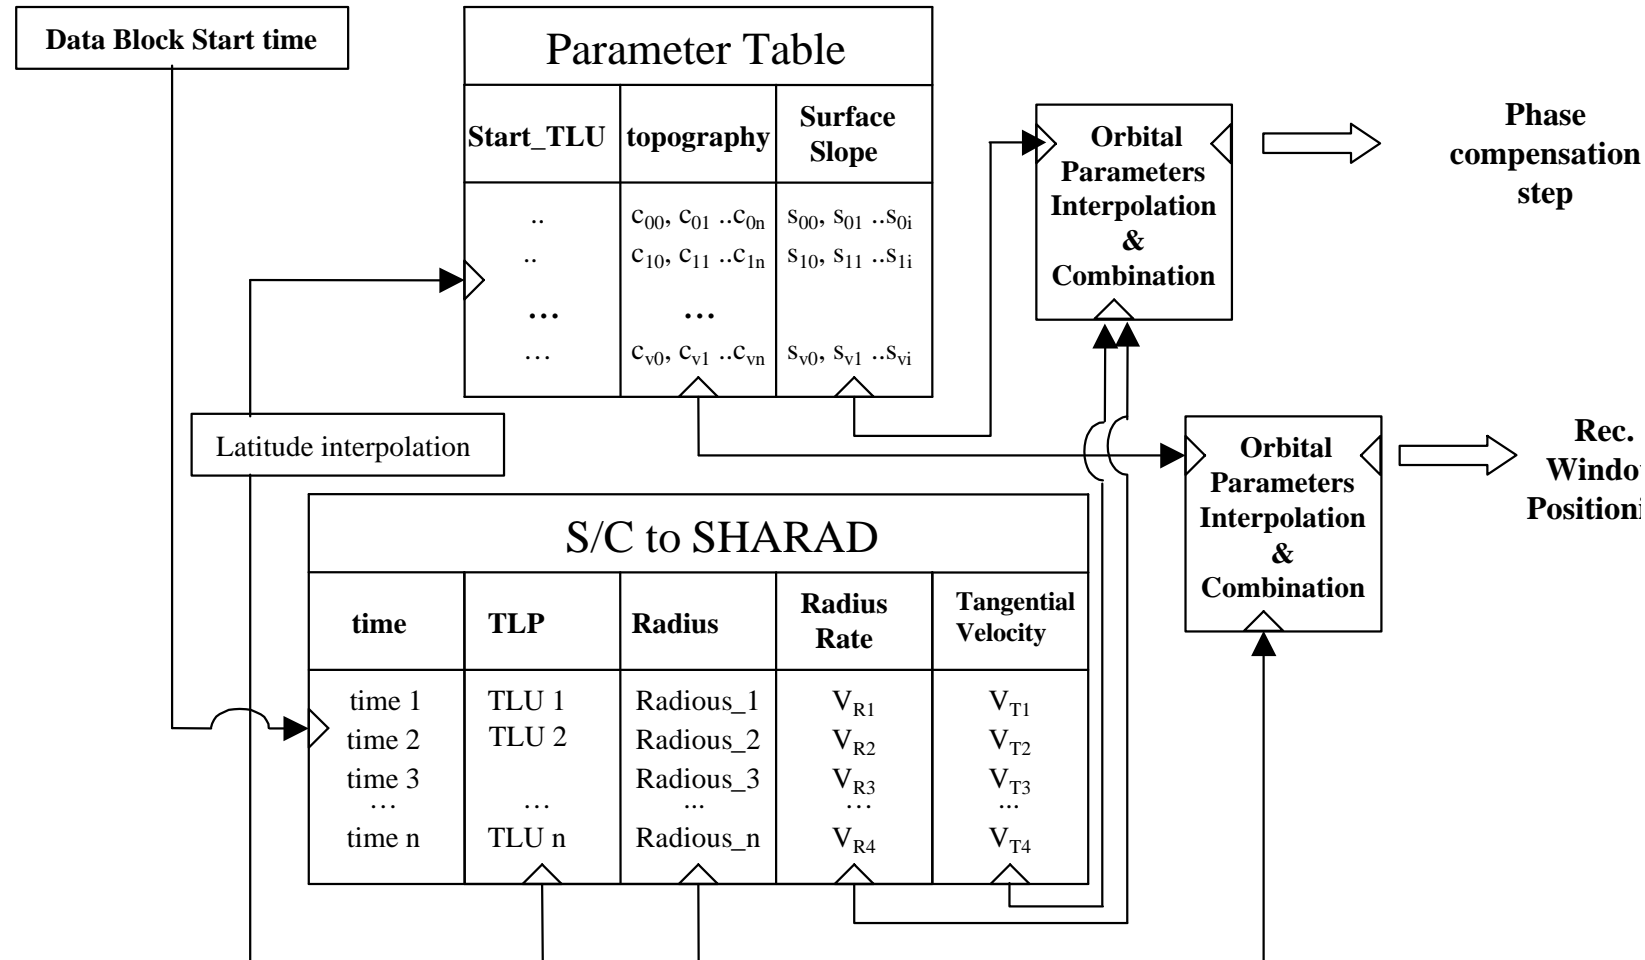 Data Block Start time
Parameter Table
Start_TLU topography Surface Slope
.. c00, c01 ..c0n s00, s01 ..s0i
.. c10, c11 ..c1n s10, s11 ..s1i
… …
… cv0, cv1 ..cvn sv0, sv1 ..svi
Orbital
Parameters
Interpolation
&
Combination
Phase
compensation
step
Latitude interpolation
Orbital
Parameters
Interpolation
&
Combination
Rec.
Windo
Position
S/C to SHARAD
time TLP Radius Radius Rate Tangential Velocity
time 1 TLU 1 Radious_1 VR1 VT1
time 2 TLU 2 Radious_2 VR2 VT2
time 3 Radious_3 VR3 VT3
… … ... … ...
time n TLU n Radious_n VR4 VT4